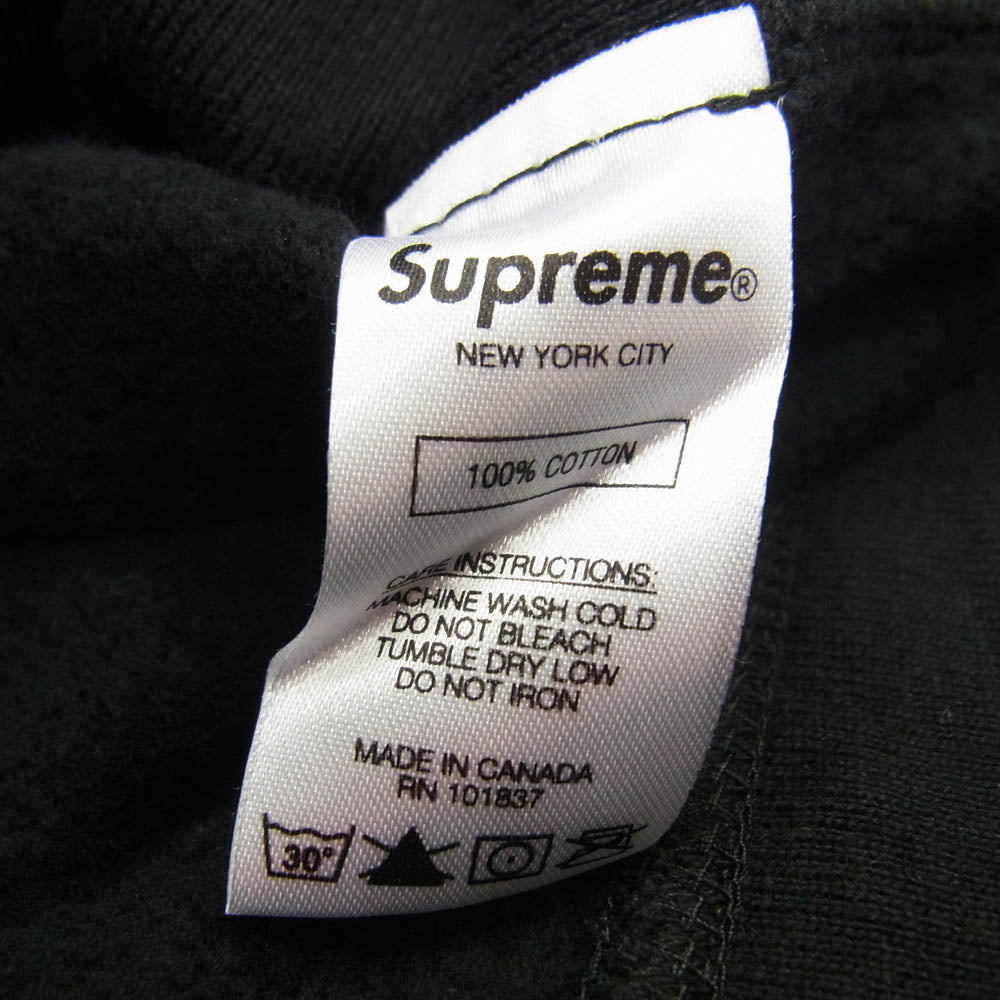 Supreme®
NEW YORK CITY
100% COTTON
CARE INSTRUCTIONS:
MACHINE WASH COLD
DO NOT BLEACH
TUMBLE DRY LOW
DO NOT IRON
MADE IN CANADA
RN 101837
30°